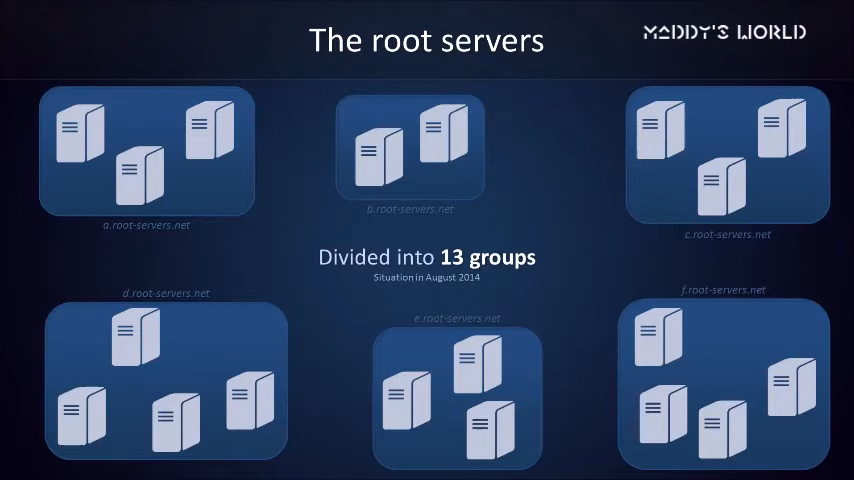 The root servers
MADDY'S WORLD
a.root-servers.net
b.root-servers.net
c.root-servers.net
Divided into 13 groups
Situation in August 2014
d.root-servers.net
e.root-servers.net
f.root-servers.net